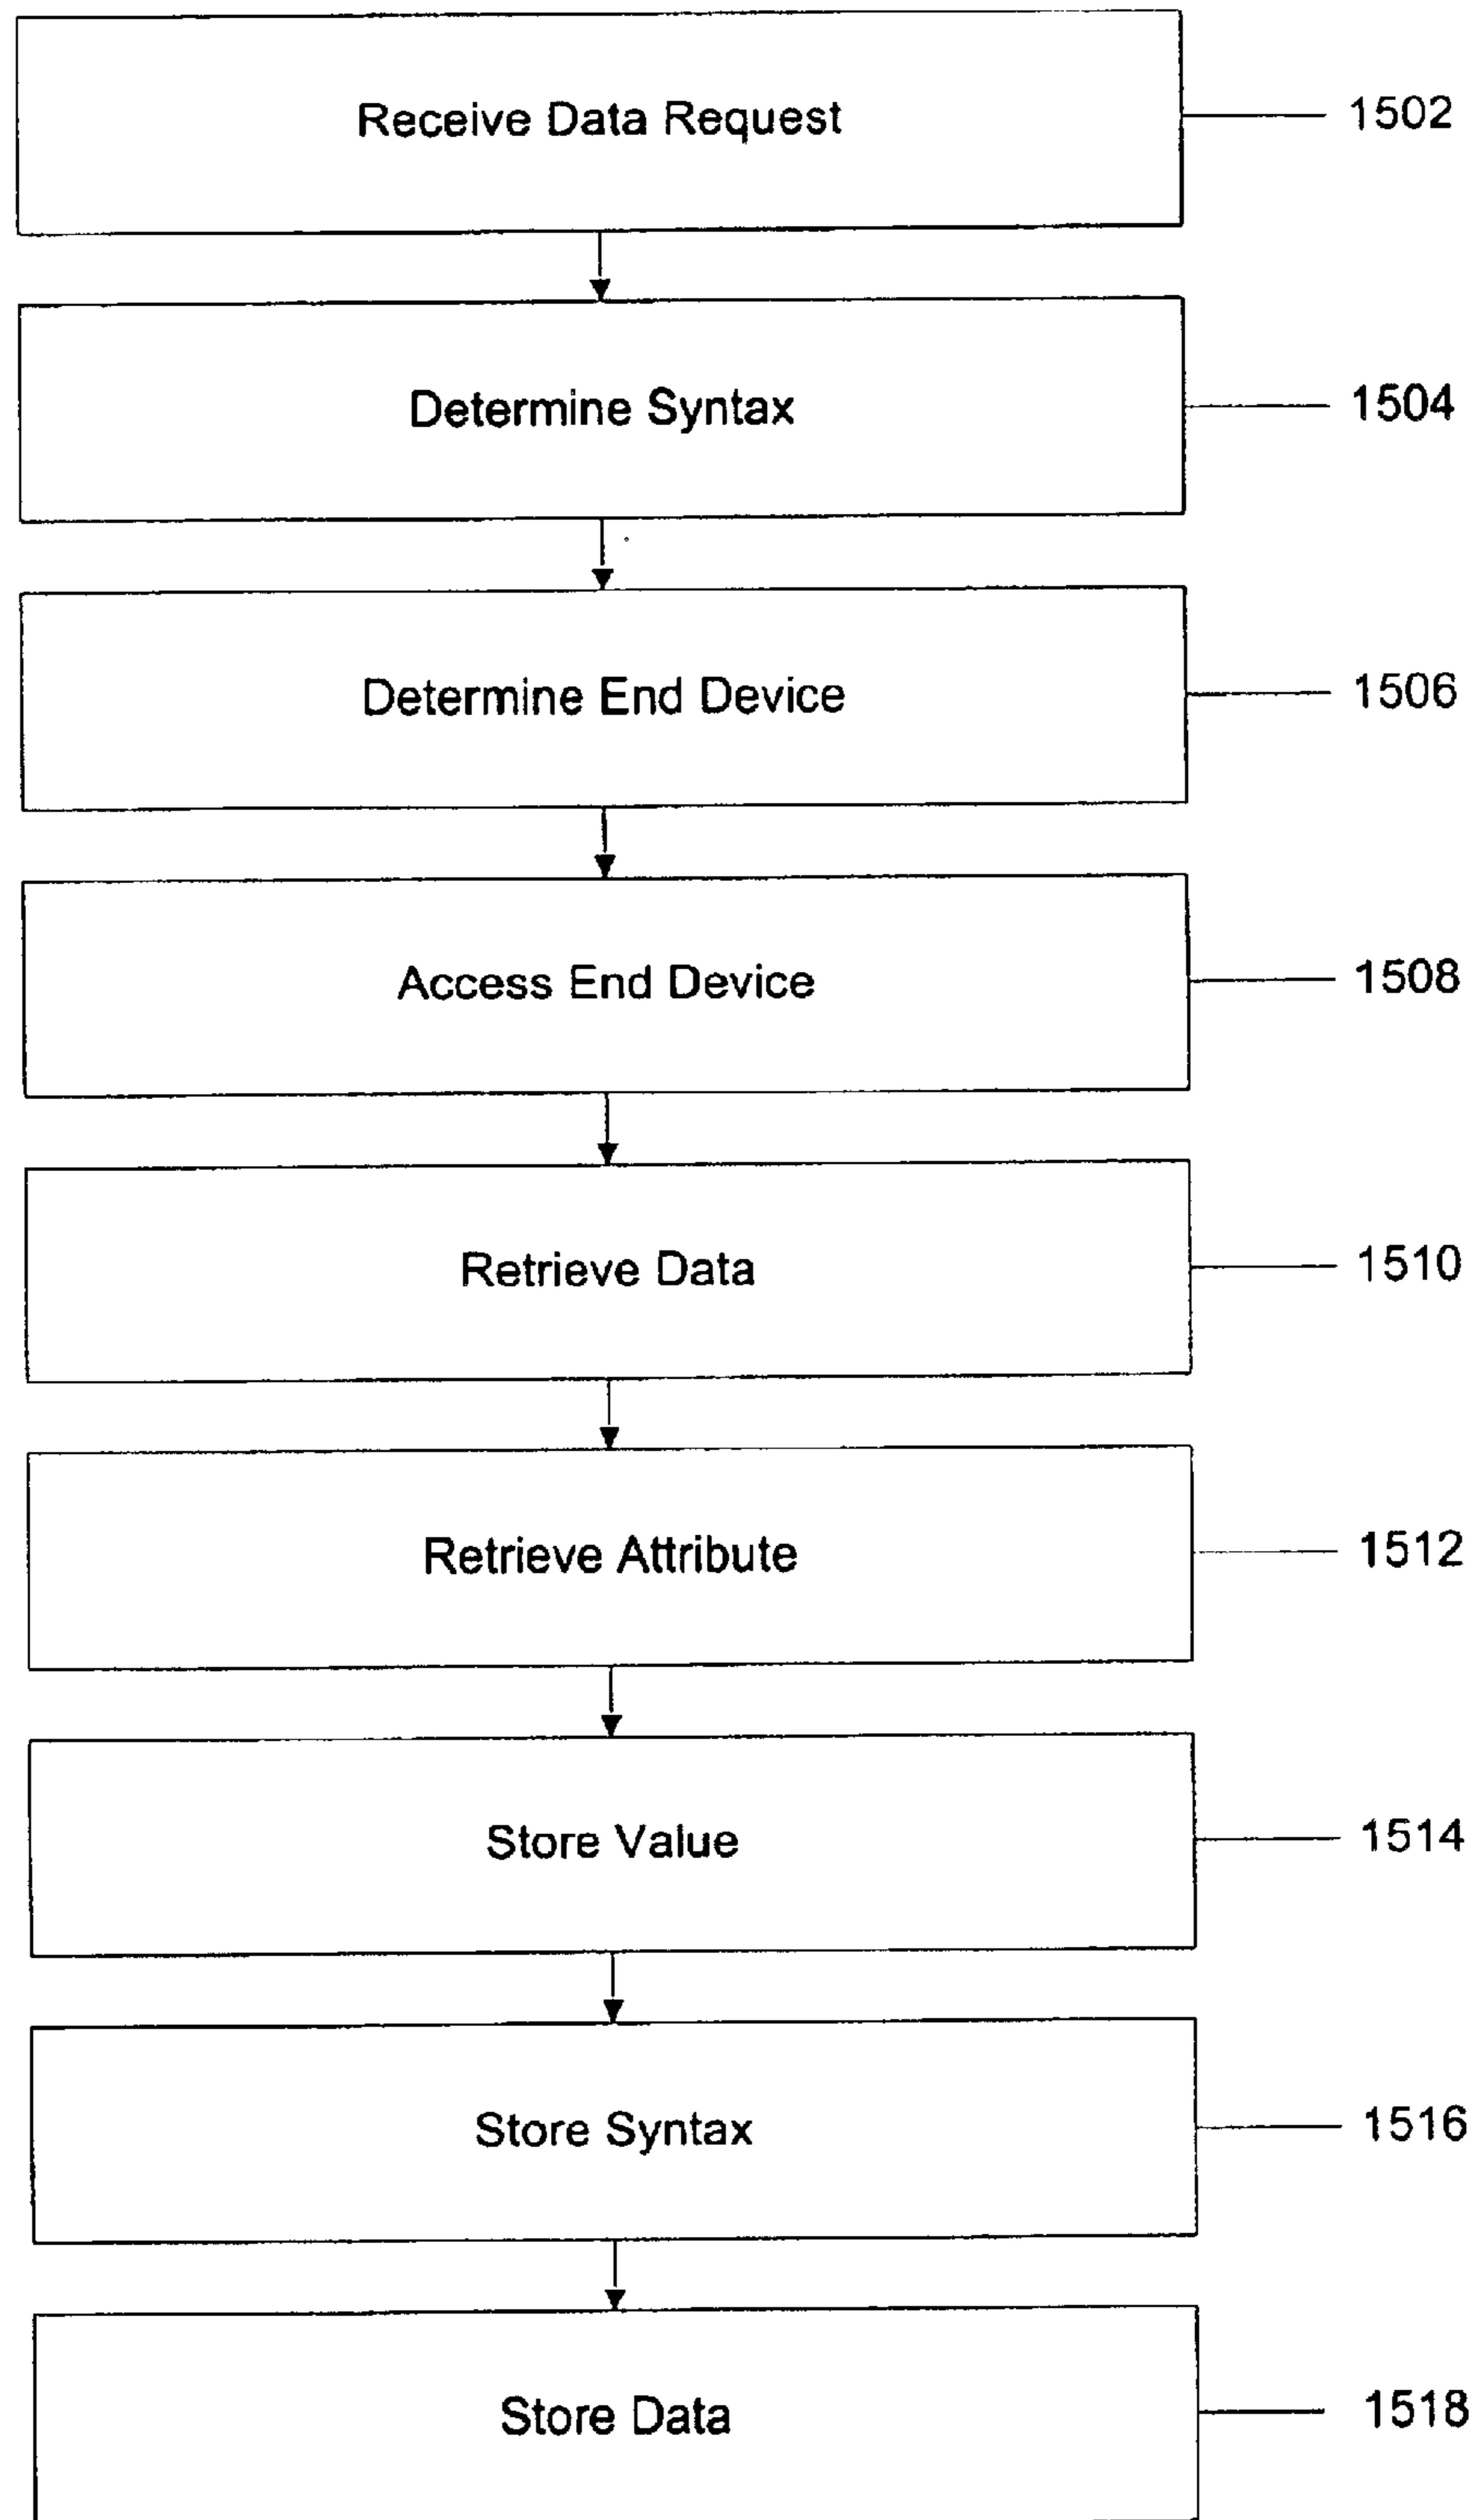 Receive Data Request 1502
Determine Syntax 1504
Determine End Device 1506
Access End Device 1508
Retrieve Data 1510
Retrieve Attribute 1512
Store Value 1514
Store Syntax 1516
Store Data 1518